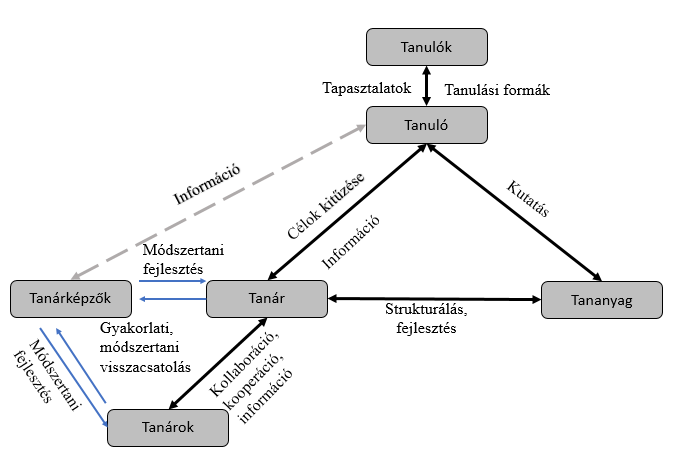 Tanulók
Tapasztalatok
Tanulási formák
Tanuló
Információ
Célok kitűzése
Információ
Kutatás
Módszertani
fejlesztés
Tanárképzők
Tanár
Tananyag
Strukturálás,
fejlesztés
Gyakorlati,
módszertani
visszacsatolás
Módszertani
fejlesztés
Kollaboráció,
kooperáció,
információ
Tanárok